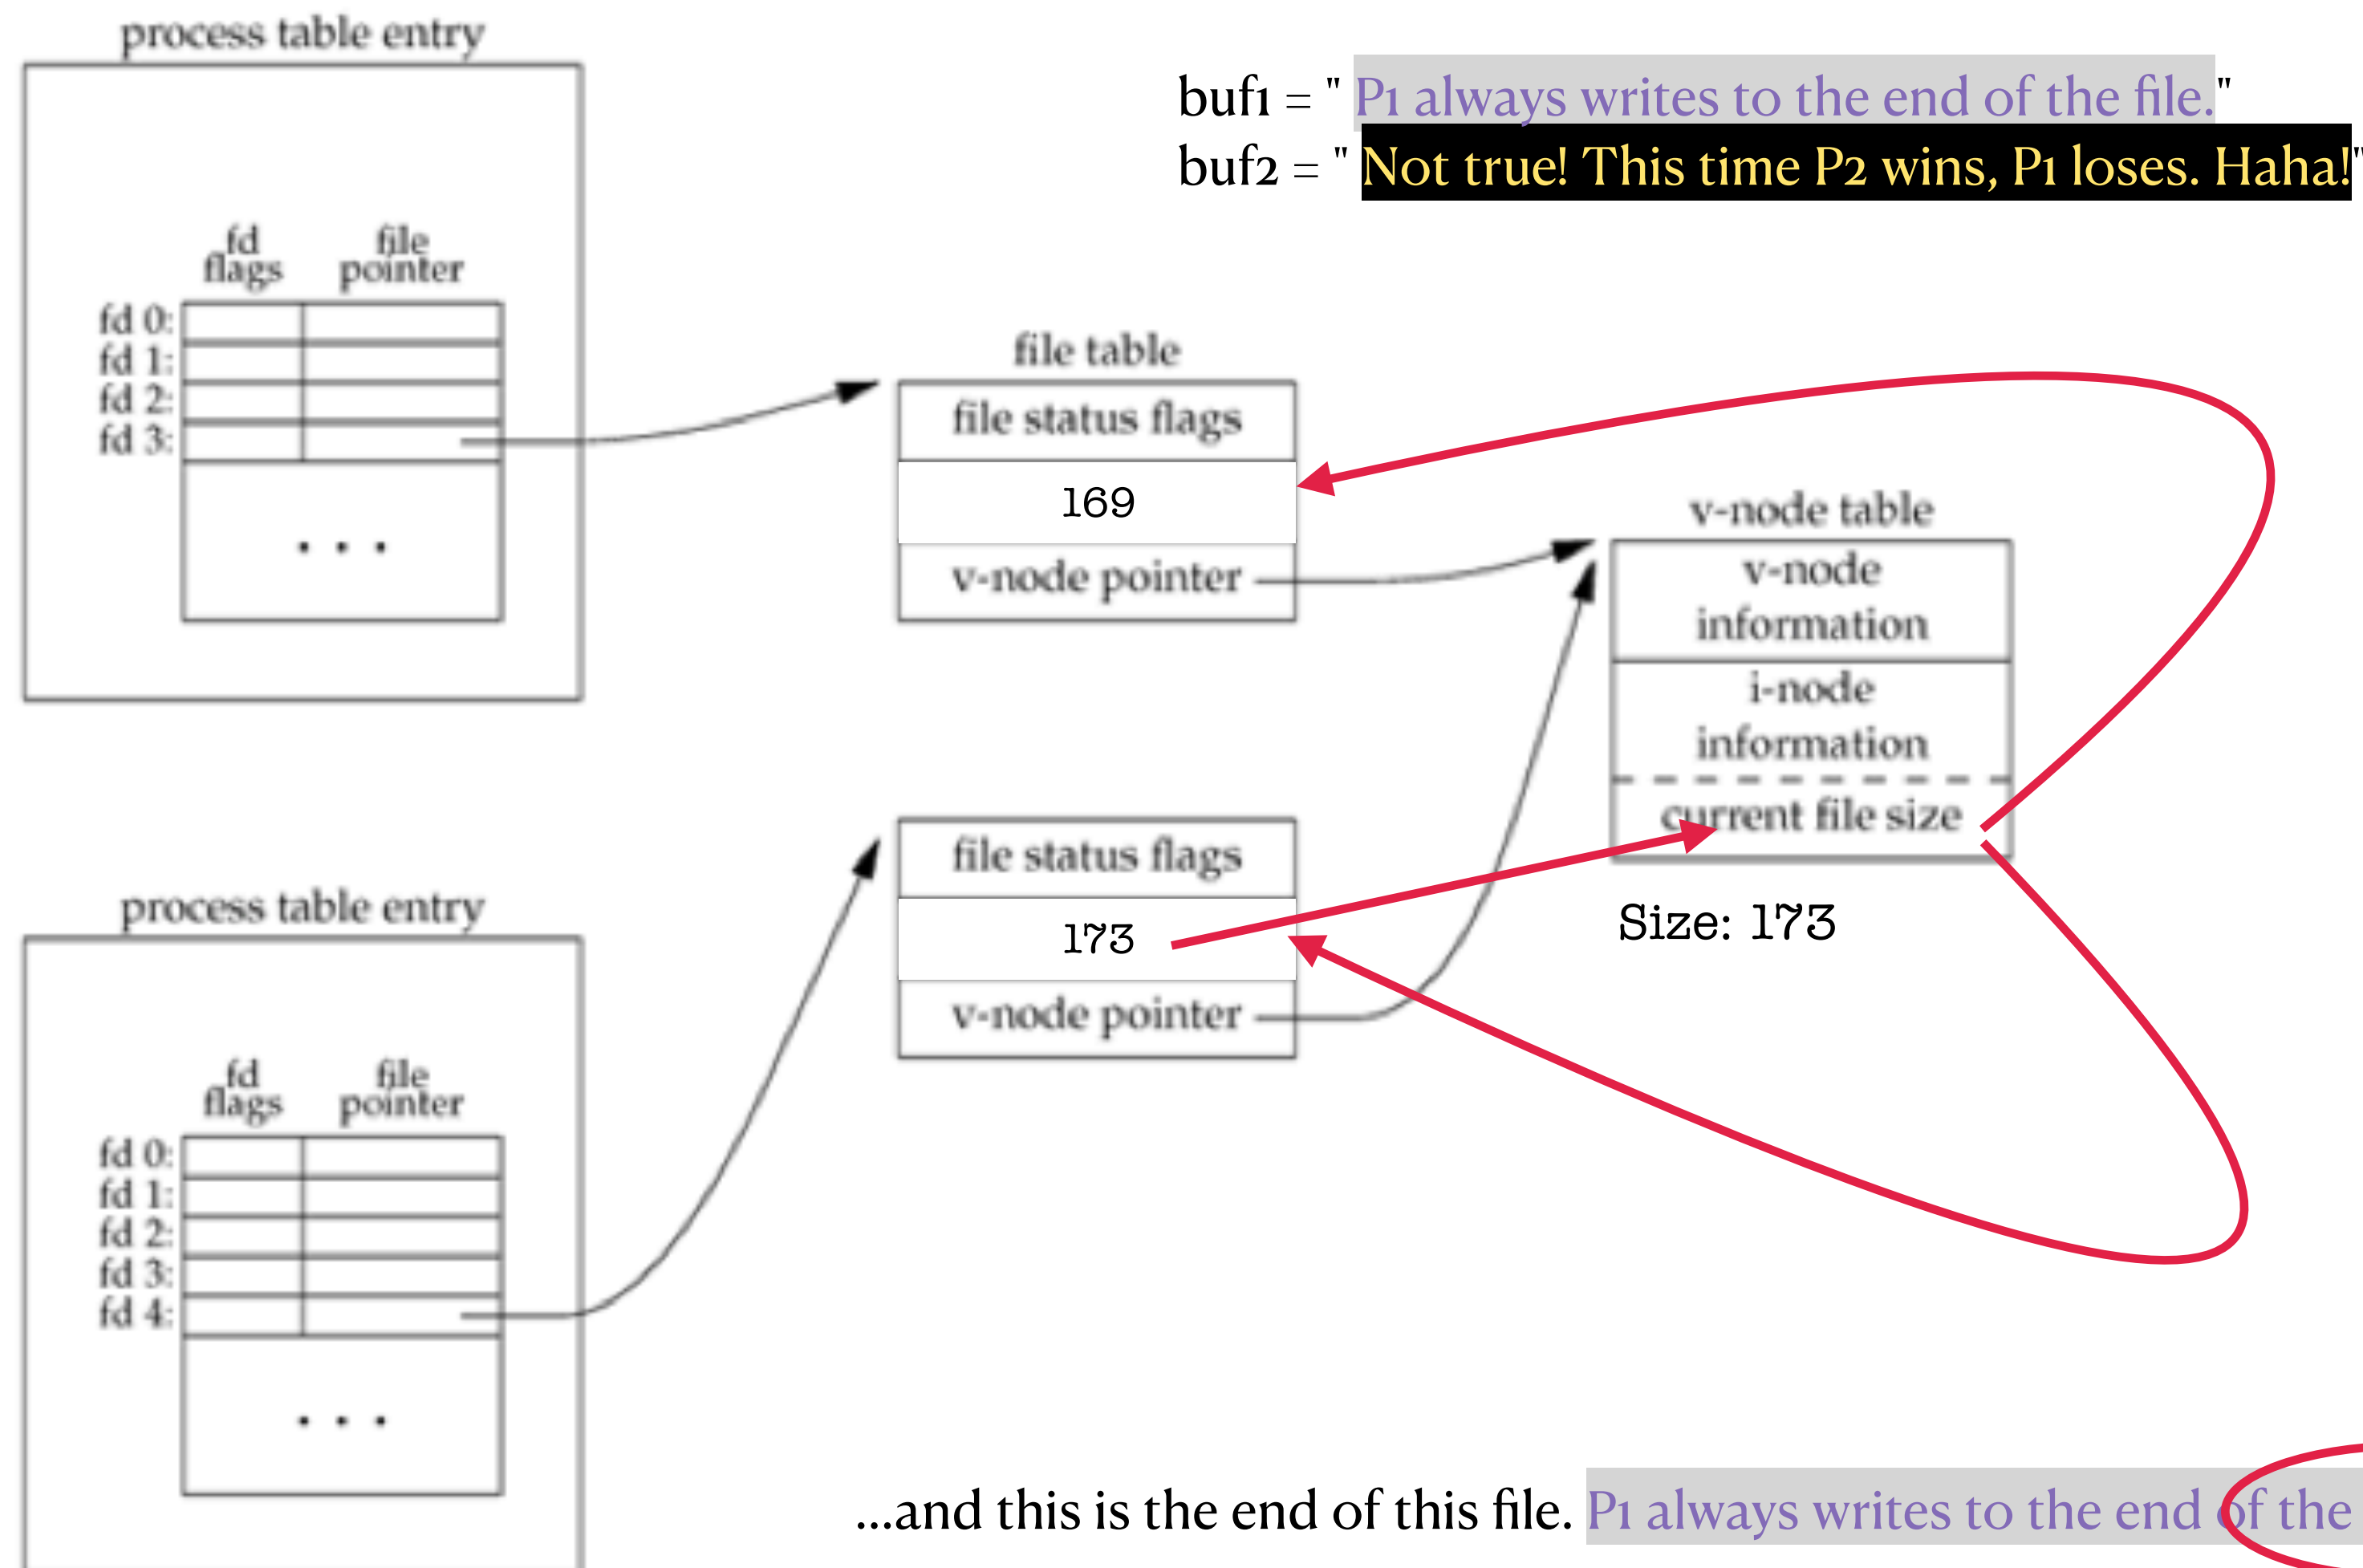 process table entry
buf1 = " P1 always writes to the end of the file."
buf2 = " Not true! This time P2 wins, P1 loses. Haha!"
fd flags
file pointer
fd 0:
fd 1:
fd 2:
fd 3:
. . .
file table
file status flags
169
v-node pointer
v-node table
v-node
information
i-node
information
current file size
Size: 173
file status flags
173
v-node pointer
process table entry
fd flags
file pointer
fd 0:
fd 1:
fd 2:
fd 3:
fd 4:
. . .
...and this is the end of this file. P1 always writes to the end of the